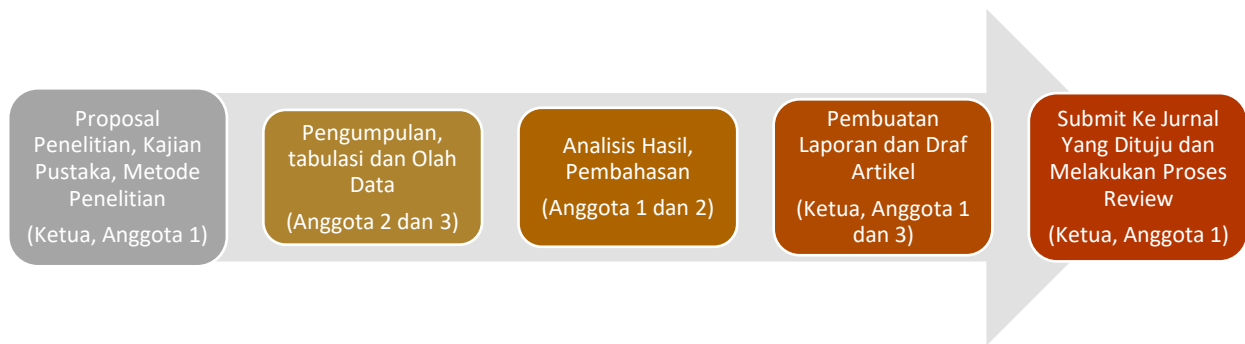 Proposal
Penelitian, Kajian
Pustaka, Metode
Penelitian
(Ketua, Anggota 1)
Pengumpulan,
tabulasi dan Olah
Data
(Anggota 2 dan 3)
Analisis Hasil,
Pembahasan
(Anggota 1 dan 2)
Pembuatan
Laporan dan Draf
Artikel
(Ketua, Anggota 1
dan 3)
Submit Ke Jurnal
Yang Dituju dan
Melakukan Proses
Review
(Ketua, Anggota 1)